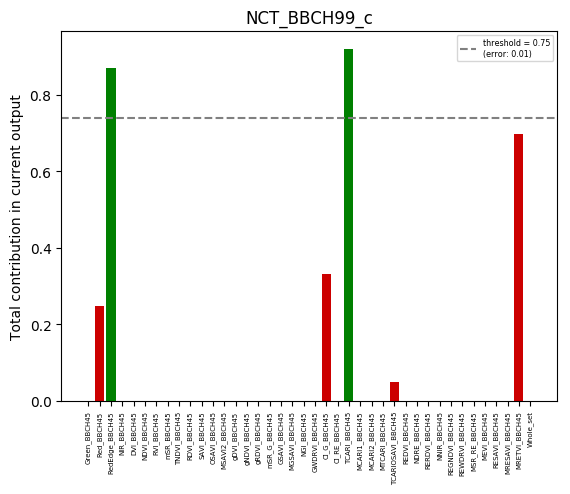 NCT_BBCH99_c
threshold = 0.75
(error: 0.01)
Total contribution in current output
0.8
0.6
0.4
0.2
0.0
Green_BBCH45
Red_BBCH45
RedEdge_BBCH45
NIR_BBCH45
DVI_BBCH45
NDVI_BBCH45
RVI_BBCH45
mSR_BBCH45
TNDVI_BBCH45
RDVI_BBCH45
SAVI_BBCH45
OSAVI_BBCH45
MSAVI2_BBCH45
gDVI_BBCH45
gNDVI_BBCH45
gRDVI_BBCH45
mSR_G_BBCH45
GSAVI_BBCH45
MGSAVI_BBCH45
NGI_BBCH45
GWDRVI_BBCH45
CI_G_BBCH45
CI_RE_BBCH45
TCARI_BBCH45
MCARI1_BBCH45
MCARI2_BBCH45
MTCARI_BBCH45
TCARIOSAVI_BBCH45
REDVI_BBCH45
NDRE_BBCH45
RERDVI_BBCH45
NNIR_BBCH45
REGNDVI_BBCH45
REWDRVI_BBCH45
MSR_RE_BBCH45
MEVI_BBCH45
RESAVI_BBCH45
MRESAVI_BBCH45
MRETVI_BBCH45
Whole_set